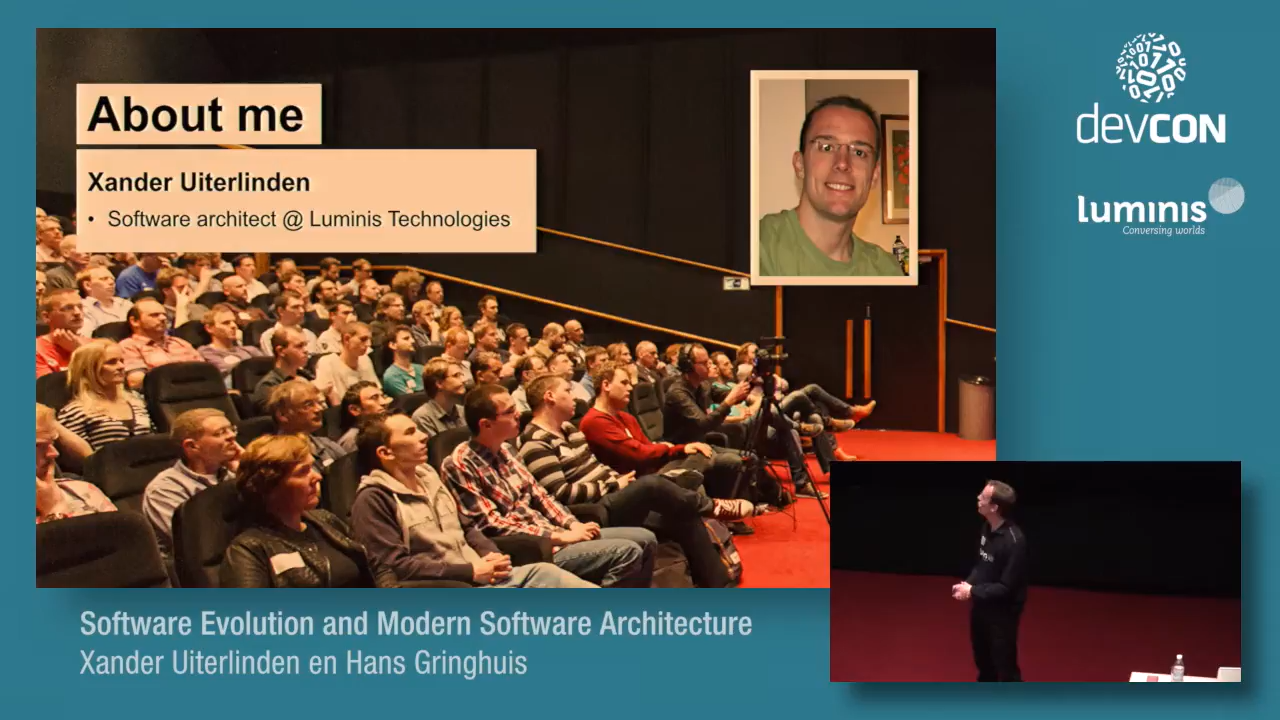 About me
Xander Uiterlinden
• Software architect @ Luminis Technologies
devCON
luminis
Conversing worlds
Software Evolution and Modern Software Architecture
Xander Uiterlinden en Hans Gringhuis